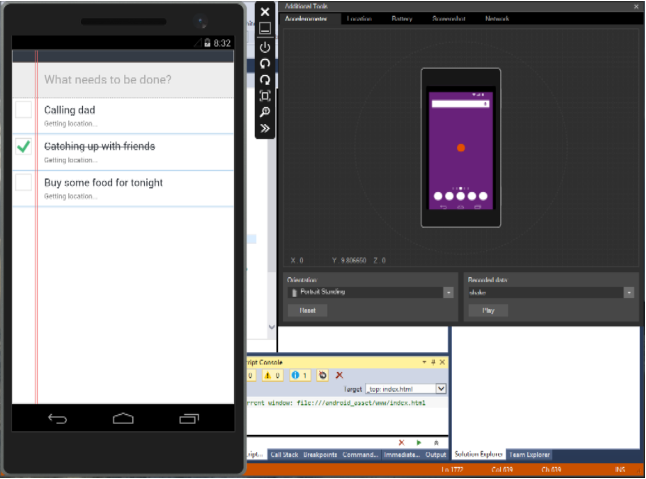 8:32
What needs to be done?
Calling dad
Getting location...
Catching up with friends
Getting location...
Buy some food for tonight
Getting location...
Additional Tools
Accelerometer Location Battery Screenshot Network
X 0 Y 9.806650 Z 0
Orientation
Portrait Standing
Reset
Recorded data
shake
Play
ript Console
0 0 1
Target _top: index.html
rrent window: file:///android_asset/www/index.html
ript... Call Stack Breakpoints Command... Immediate... Output
Solution Explorer Team Explorer
Ln 1772 Col 639 Ch 639 INS